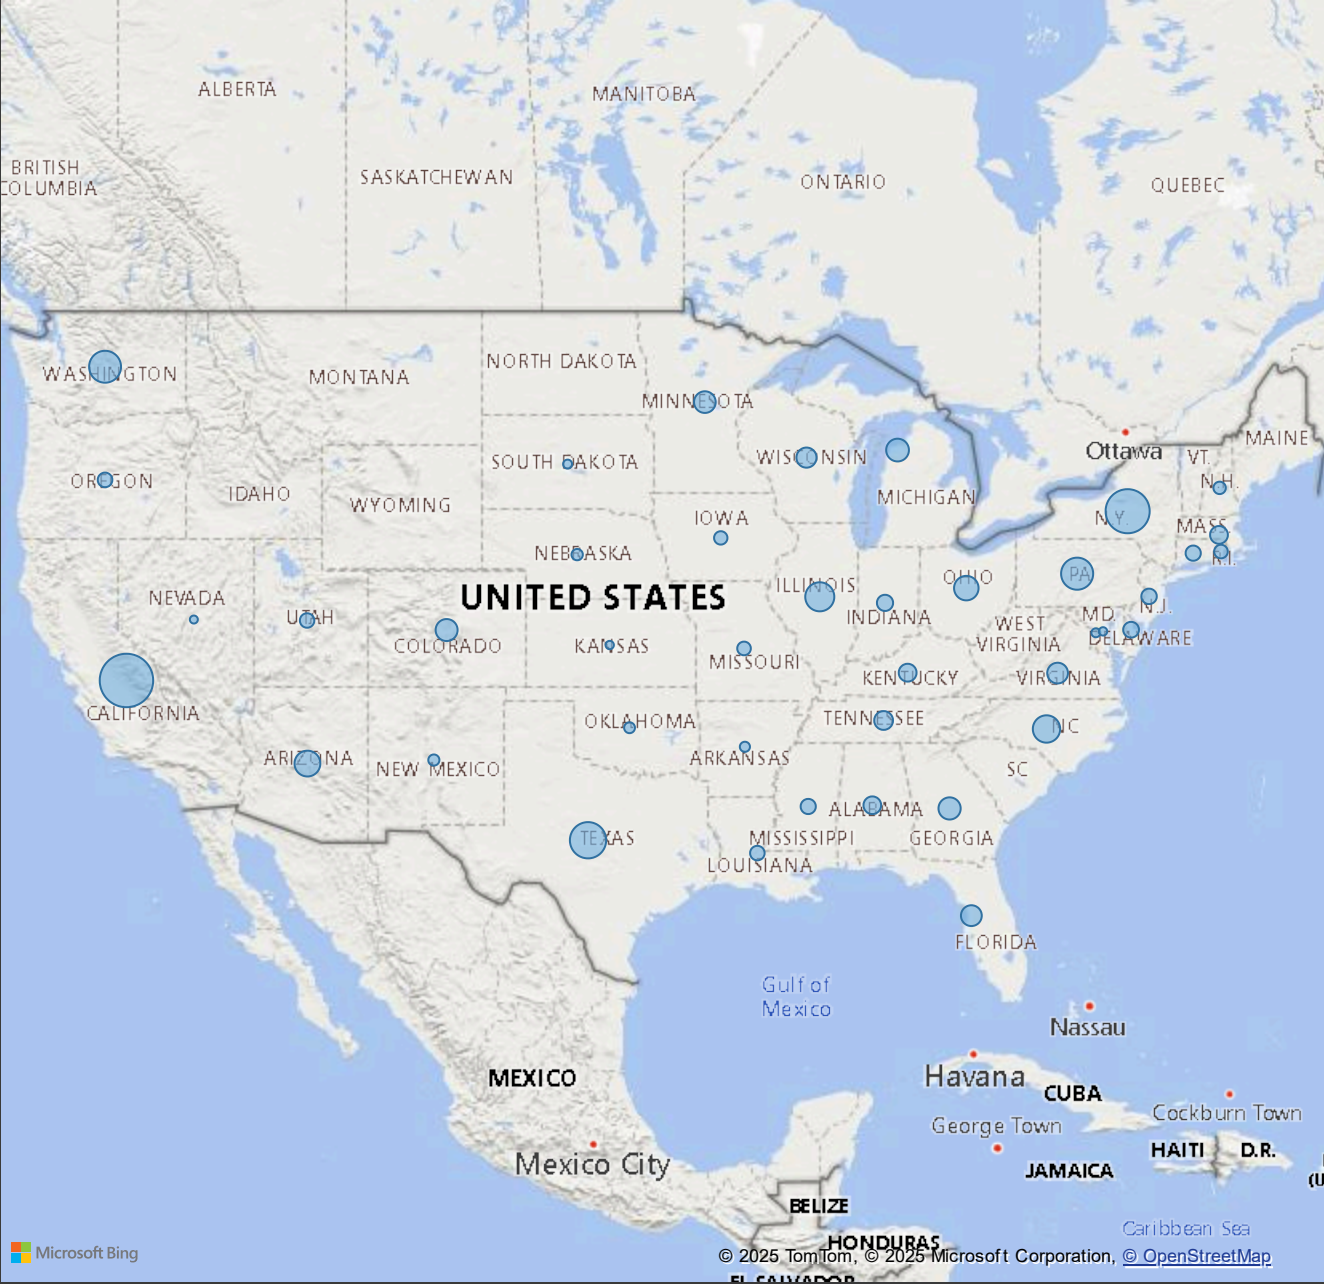 ALBERTA
MANITOBA
BRITISH
COLUMBIA
SASKATCHEWAN
ONTARIO
QUEBEC
WASHINGTON
MONTANA
NORTH DAKOTA
MINNESOTA
Ottawa
MAINE
VT.
OREGON
IDAHO
WYOMING
SOUTH DAKOTA
WISCONSIN
MICHIGAN
N.H.
N.Y.
MASS.
R.I.
IOWA
NEBRASKA
NEVADA
UTAH
COLORADO
UNITED STATES
KANSAS
ILLINOIS
INDIANA
OHIO
PA
N.J.
MD.
DELAWARE
WEST
VIRGINIA
MISSOURI
KENTUCKY
VIRGINIA
CALIFORNIA
ARIZONA
NEW MEXICO
OKLAHOMA
ARKANSAS
TENNESSEE
NC
SC
TEXAS
MISSISSIPPI
ALABAMA
GEORGIA
LOUISIANA
FLORIDA
Gulf of
Mexico
Nassau
MEXICO
Havana
CUBA
Cockburn Town
George Town
Mexico City
JAMAICA
HAITI
D.R.
(U
BELIZE
Caribbean Sea
HONDURAS
EL SALVADOR
Microsoft Bing
© 2025 TomTom, © 2025 Microsoft Corporation, © OpenStreetMap